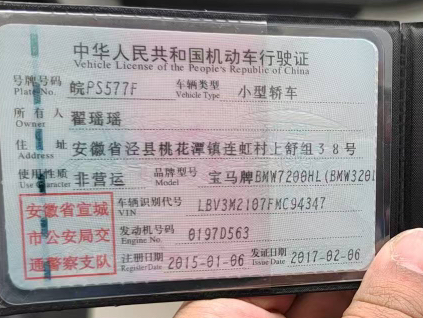 中华人民共和国机动车行驶证
Vehicle License of the People's Republic of China
号牌号码 皖PS577F 车辆类型 小型轿车
Plate No. Vehicle Type
所有人 翟瑶瑶
Owner
住址 安徽省泾县桃花潭镇连虹村上舒组38号
Address
使用性质 非营运 品牌型号 宝马牌BMW7200HL(BMW320l
Use Character Model
安徽省宣城 车辆识别代号 LBV3M2107FMC94347
VIN
市公安局交 发动机号码 0197D563
Engine No.
通警察支队 注册日期 2015-01-06 发证日期 2017-02-06
Register Date Issue Date